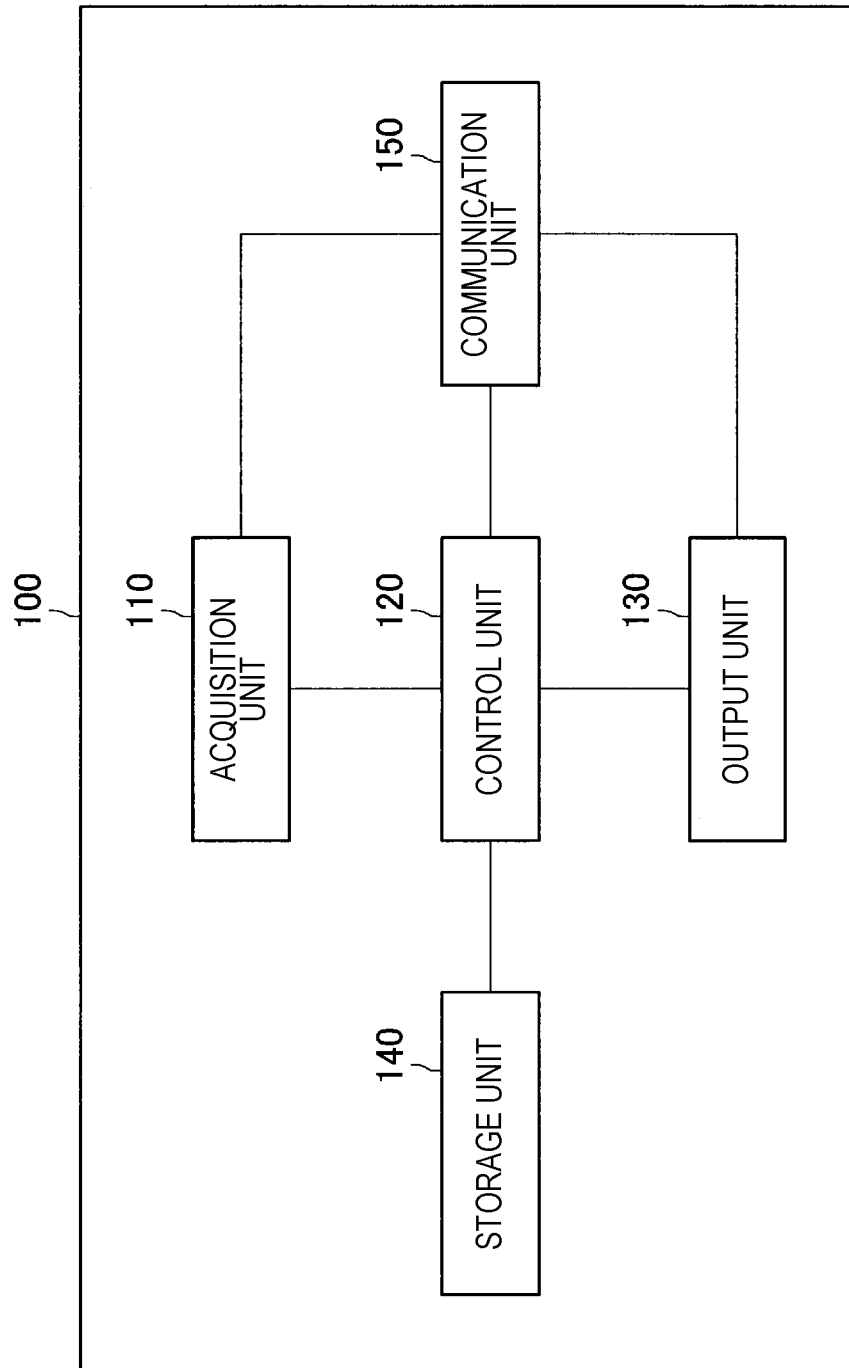 100
110
ACQUISITION
UNIT
140
STORAGE UNIT
120
CONTROL UNIT
150
COMMUNICATION
UNIT
130
OUTPUT UNIT